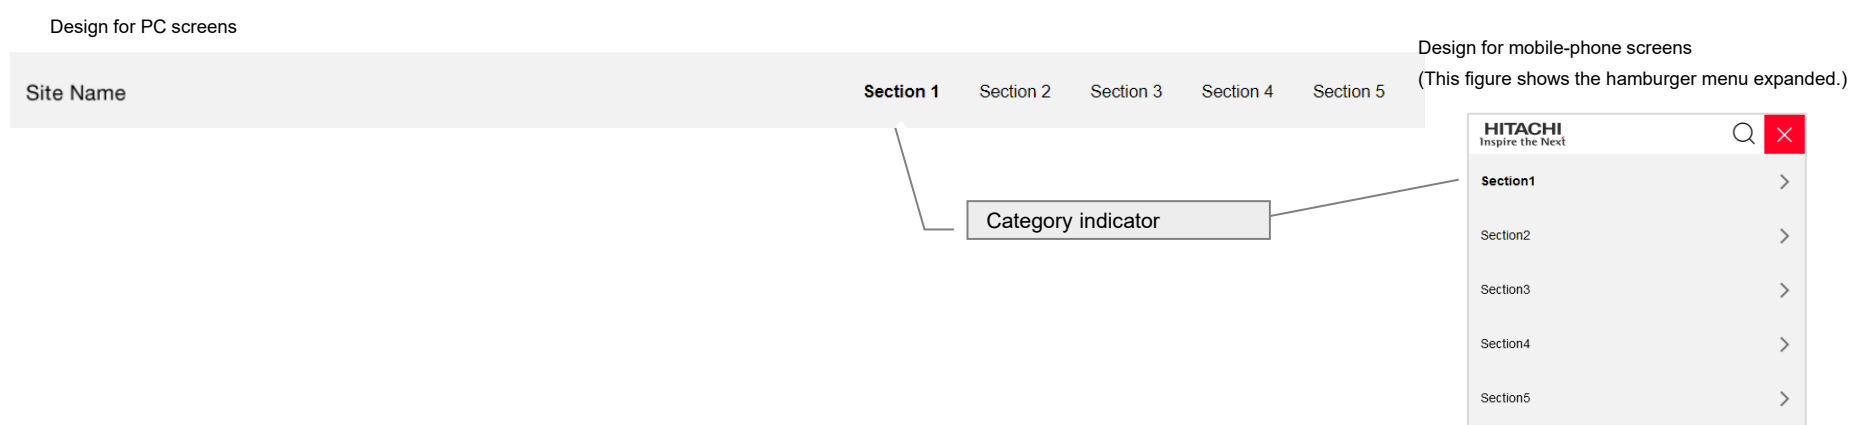 Design for PC screens
Site Name
Section 1
Section 2
Section 3
Section 4
Section 5
Category indicator
Design for mobile-phone screens
(This figure shows the hamburger menu expanded.)
HITACHI
Inspire the Next
Section1
Section2
Section3
Section4
Section5